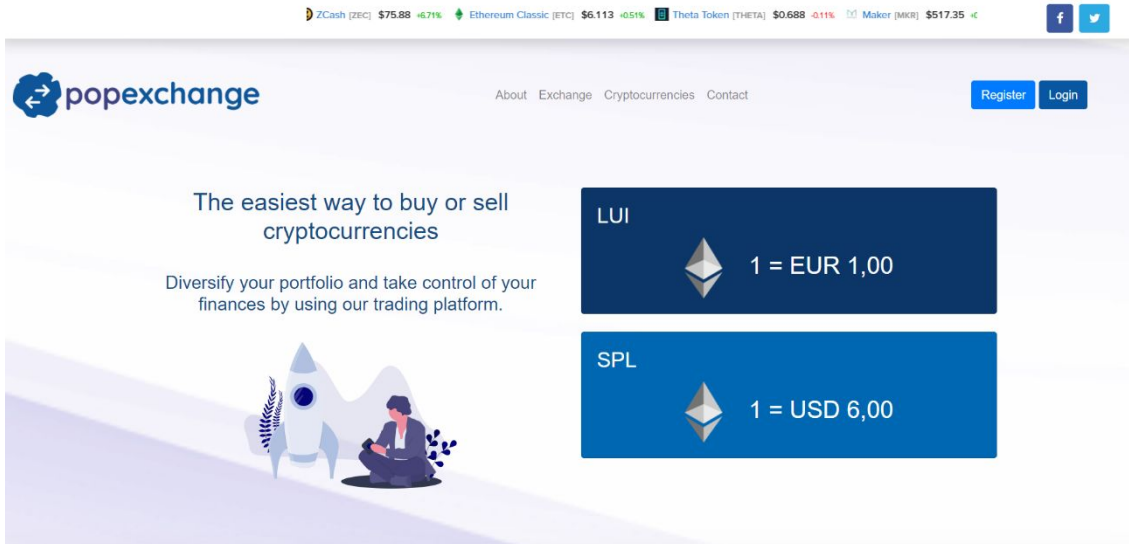 ZCash [ZEC] $75.88 +6.71% Ethereum Classic [ETC] $6.113 +0.51% Theta Token [THETA] $0.688 -0.11% Maker [MKR] $517.35
popexchange
About Exchange Cryptocurrencies Contact
Register Login
The easiest way to buy or sell
cryptocurrencies
Diversify your portfolio and take control of your
finances by using our trading platform.
LUI
1 = EUR 1,00
SPL
1 = USD 6,00